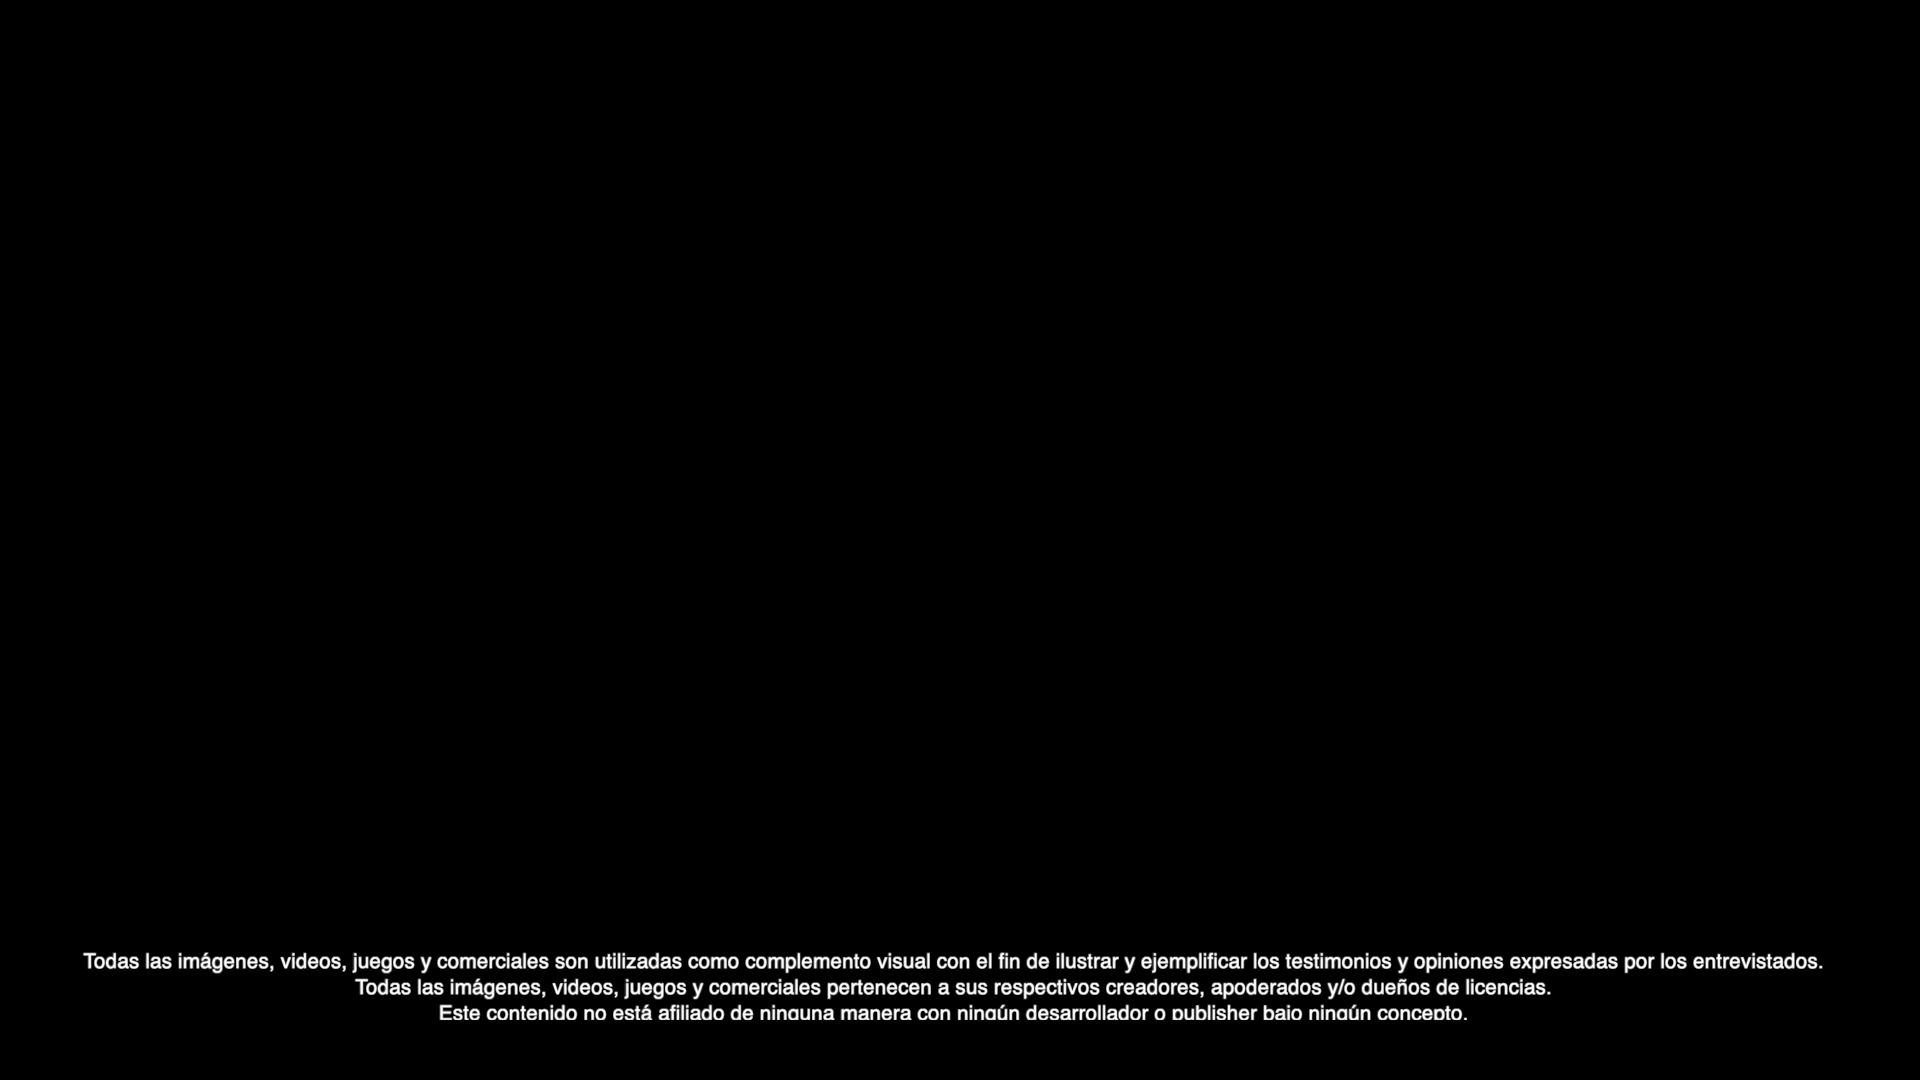 Todas las imágenes, videos, juegos y comerciales son utilizadas como complemento visual con el fin de ilustrar y ejemplificar los testimonios y opiniones expresadas por los entrevistados.
Todas las imágenes, videos, juegos y comerciales pertenecen a sus respectivos creadores, apoderados y/o dueños de licencias.
Este contenido no está afiliado de ninguna manera con ningún desarrollador o publisher bajo ningún concepto.